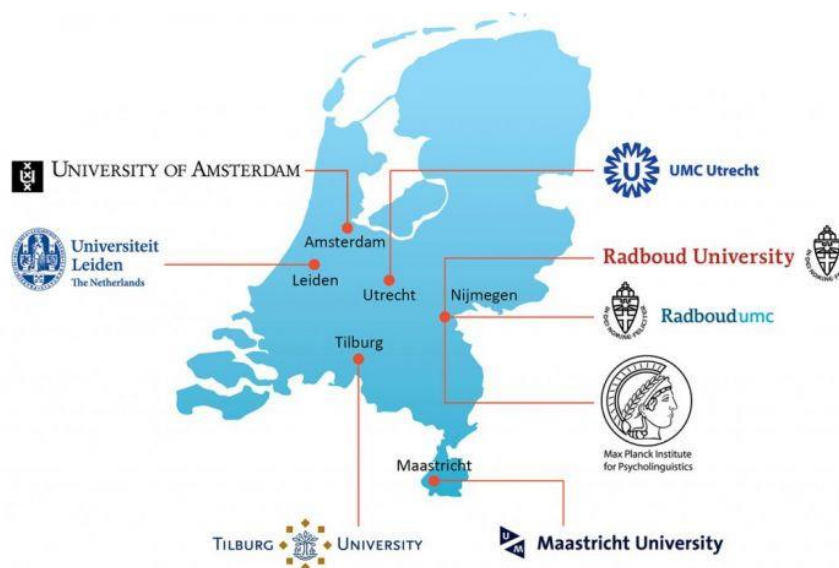 UNIVERSITY OF AMSTERDAM
UMC Utrecht
Universiteit
Leiden
The Netherlands
Amsterdam
Leiden
Utrecht
Nijmegen
Radboud University
Radboudumc
Tilburg
Max Planck Institute
for Psycholinguistics
Maastricht
TILBURG UNIVERSITY
UM Maastricht University